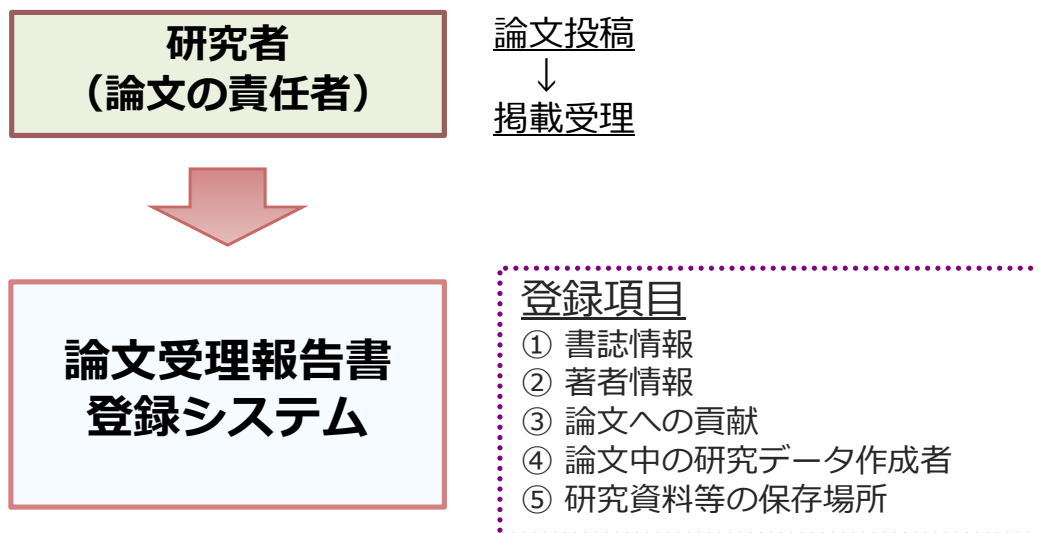 研究者
（論文の責任者）
論文投稿
↓
掲載受理
論文受理報告書
登録システム
登録項目
① 書誌情報
② 著者情報
③ 論文への貢献
④ 論文中の研究データ作成者
⑤ 研究資料等の保存場所